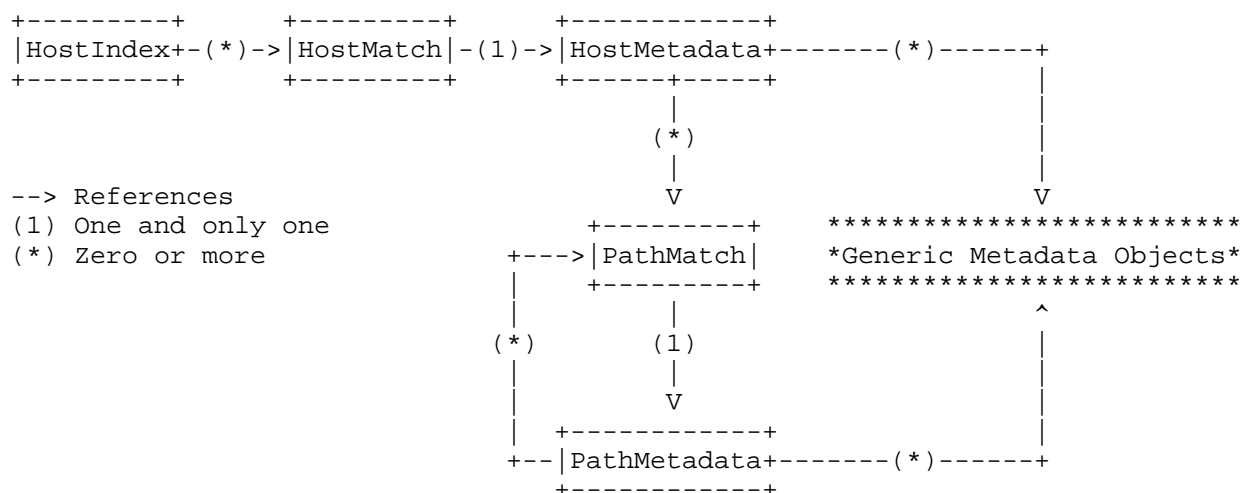 +---------+      +---------+      +------------+
|HostIndex+-(*)->|HostMatch|-(1)->|HostMetadata+-------(*)------+
+---------+      +---------+      +------+-----+                |
                                         |                      |
                                        (*)                     |
                                         |                      |
--> References                           V                      V
(1) One and only one                +---------+    **************************
(*) Zero or more               +--->|PathMatch|    *Generic Metadata Objects*
                               |    +---------+    **************************
                               |         |                      ^
                              (*)       (1)                     |
                               |         |                      |
                               |         V                      |
                               |  +------------+                |
                               +--|PathMetadata+-------(*)------+
                                  +------------+